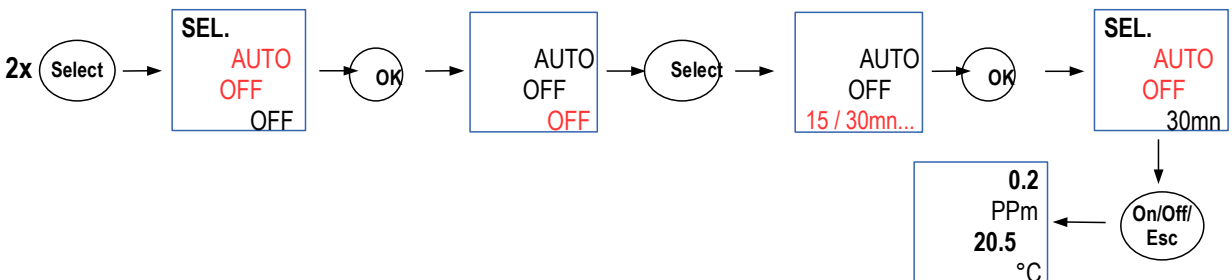 2x
Select
SEL.
AUTO
OFF
OFF
OK
AUTO
OFF
OFF
Select
AUTO
OFF
15 / 30mn...
OK
SEL.
AUTO
OFF
30mn
On/Off/
Esc
0.2
PPm
20.5
°C